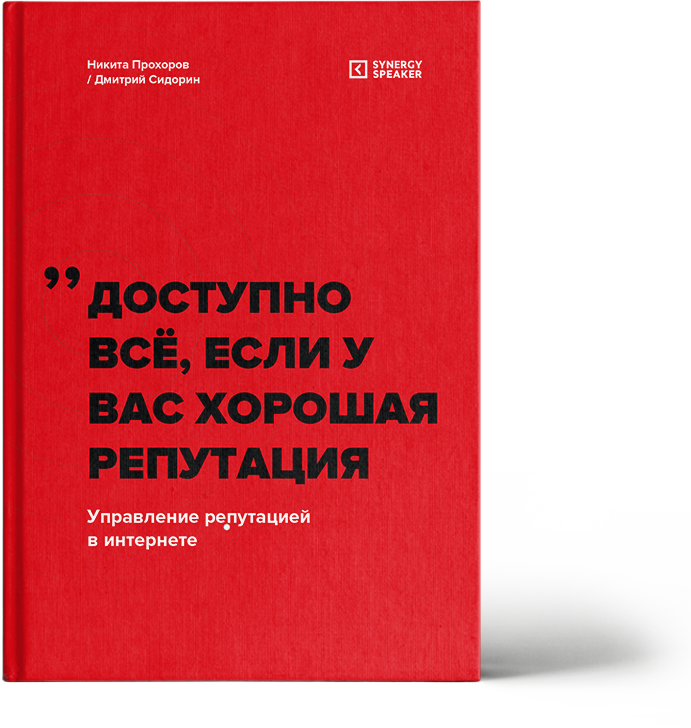 Никита Прохоров
/ Дмитрий Сидорин
SYNERGY
SPEAKER
” ДОСТУПНО
ВСЁ, ЕСЛИ У
ВАС ХОРОШАЯ
РЕПУТАЦИЯ
Управление репутацией
в интернете